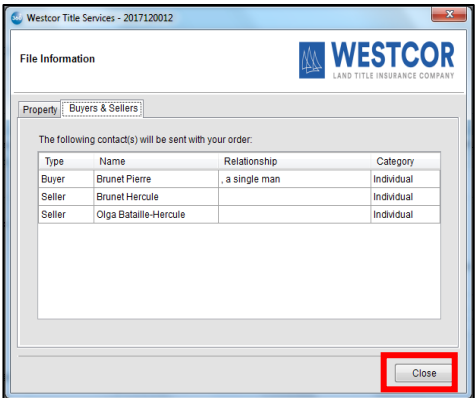 Westcor Title Services - 2017120012
File Information
WESTCOR
LAND TITLE INSURANCE COMPANY
Property Buyers & Sellers
The following contact(s) will be sent with your order:
Type Name Relationship Category
Buyer Brunet Pierre , a single man Individual
Seller Brunet Hercule Individual
Seller Olga Bataille-Hercule Individual
Close